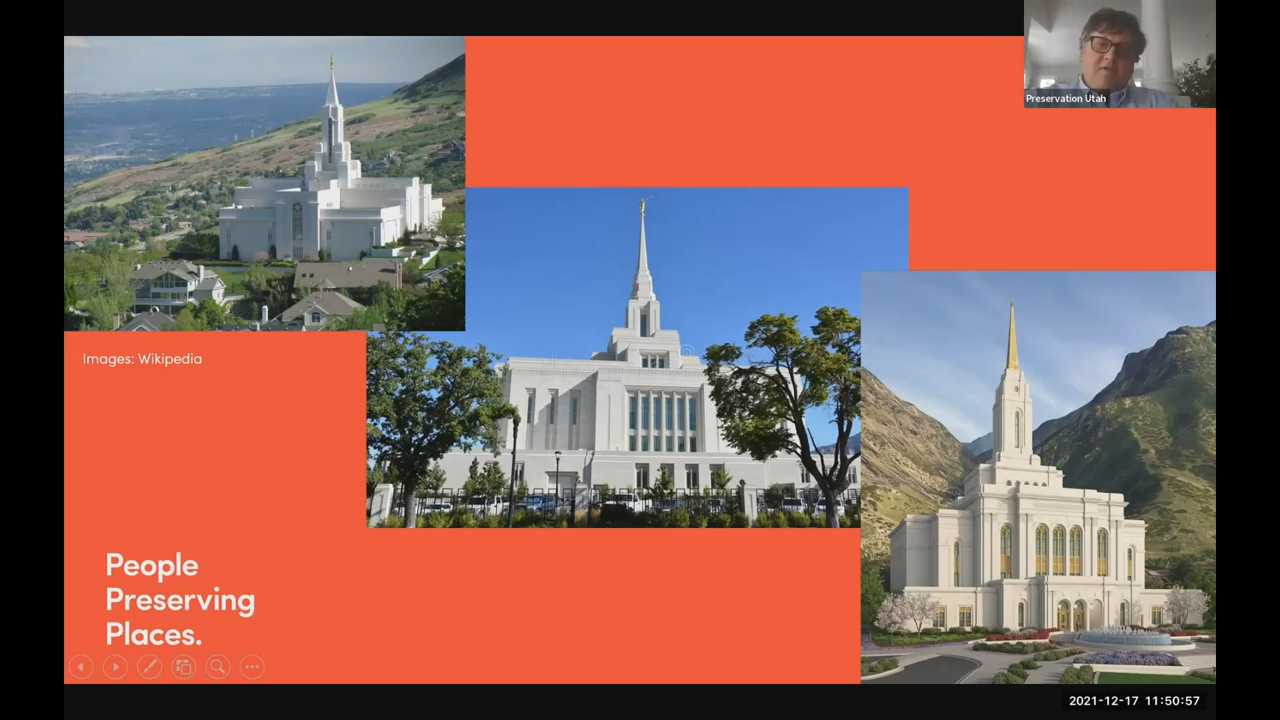 Preservation Utah
Images: Wikipedia
People
Preserving
Places.
2021-12-17 11:50:57